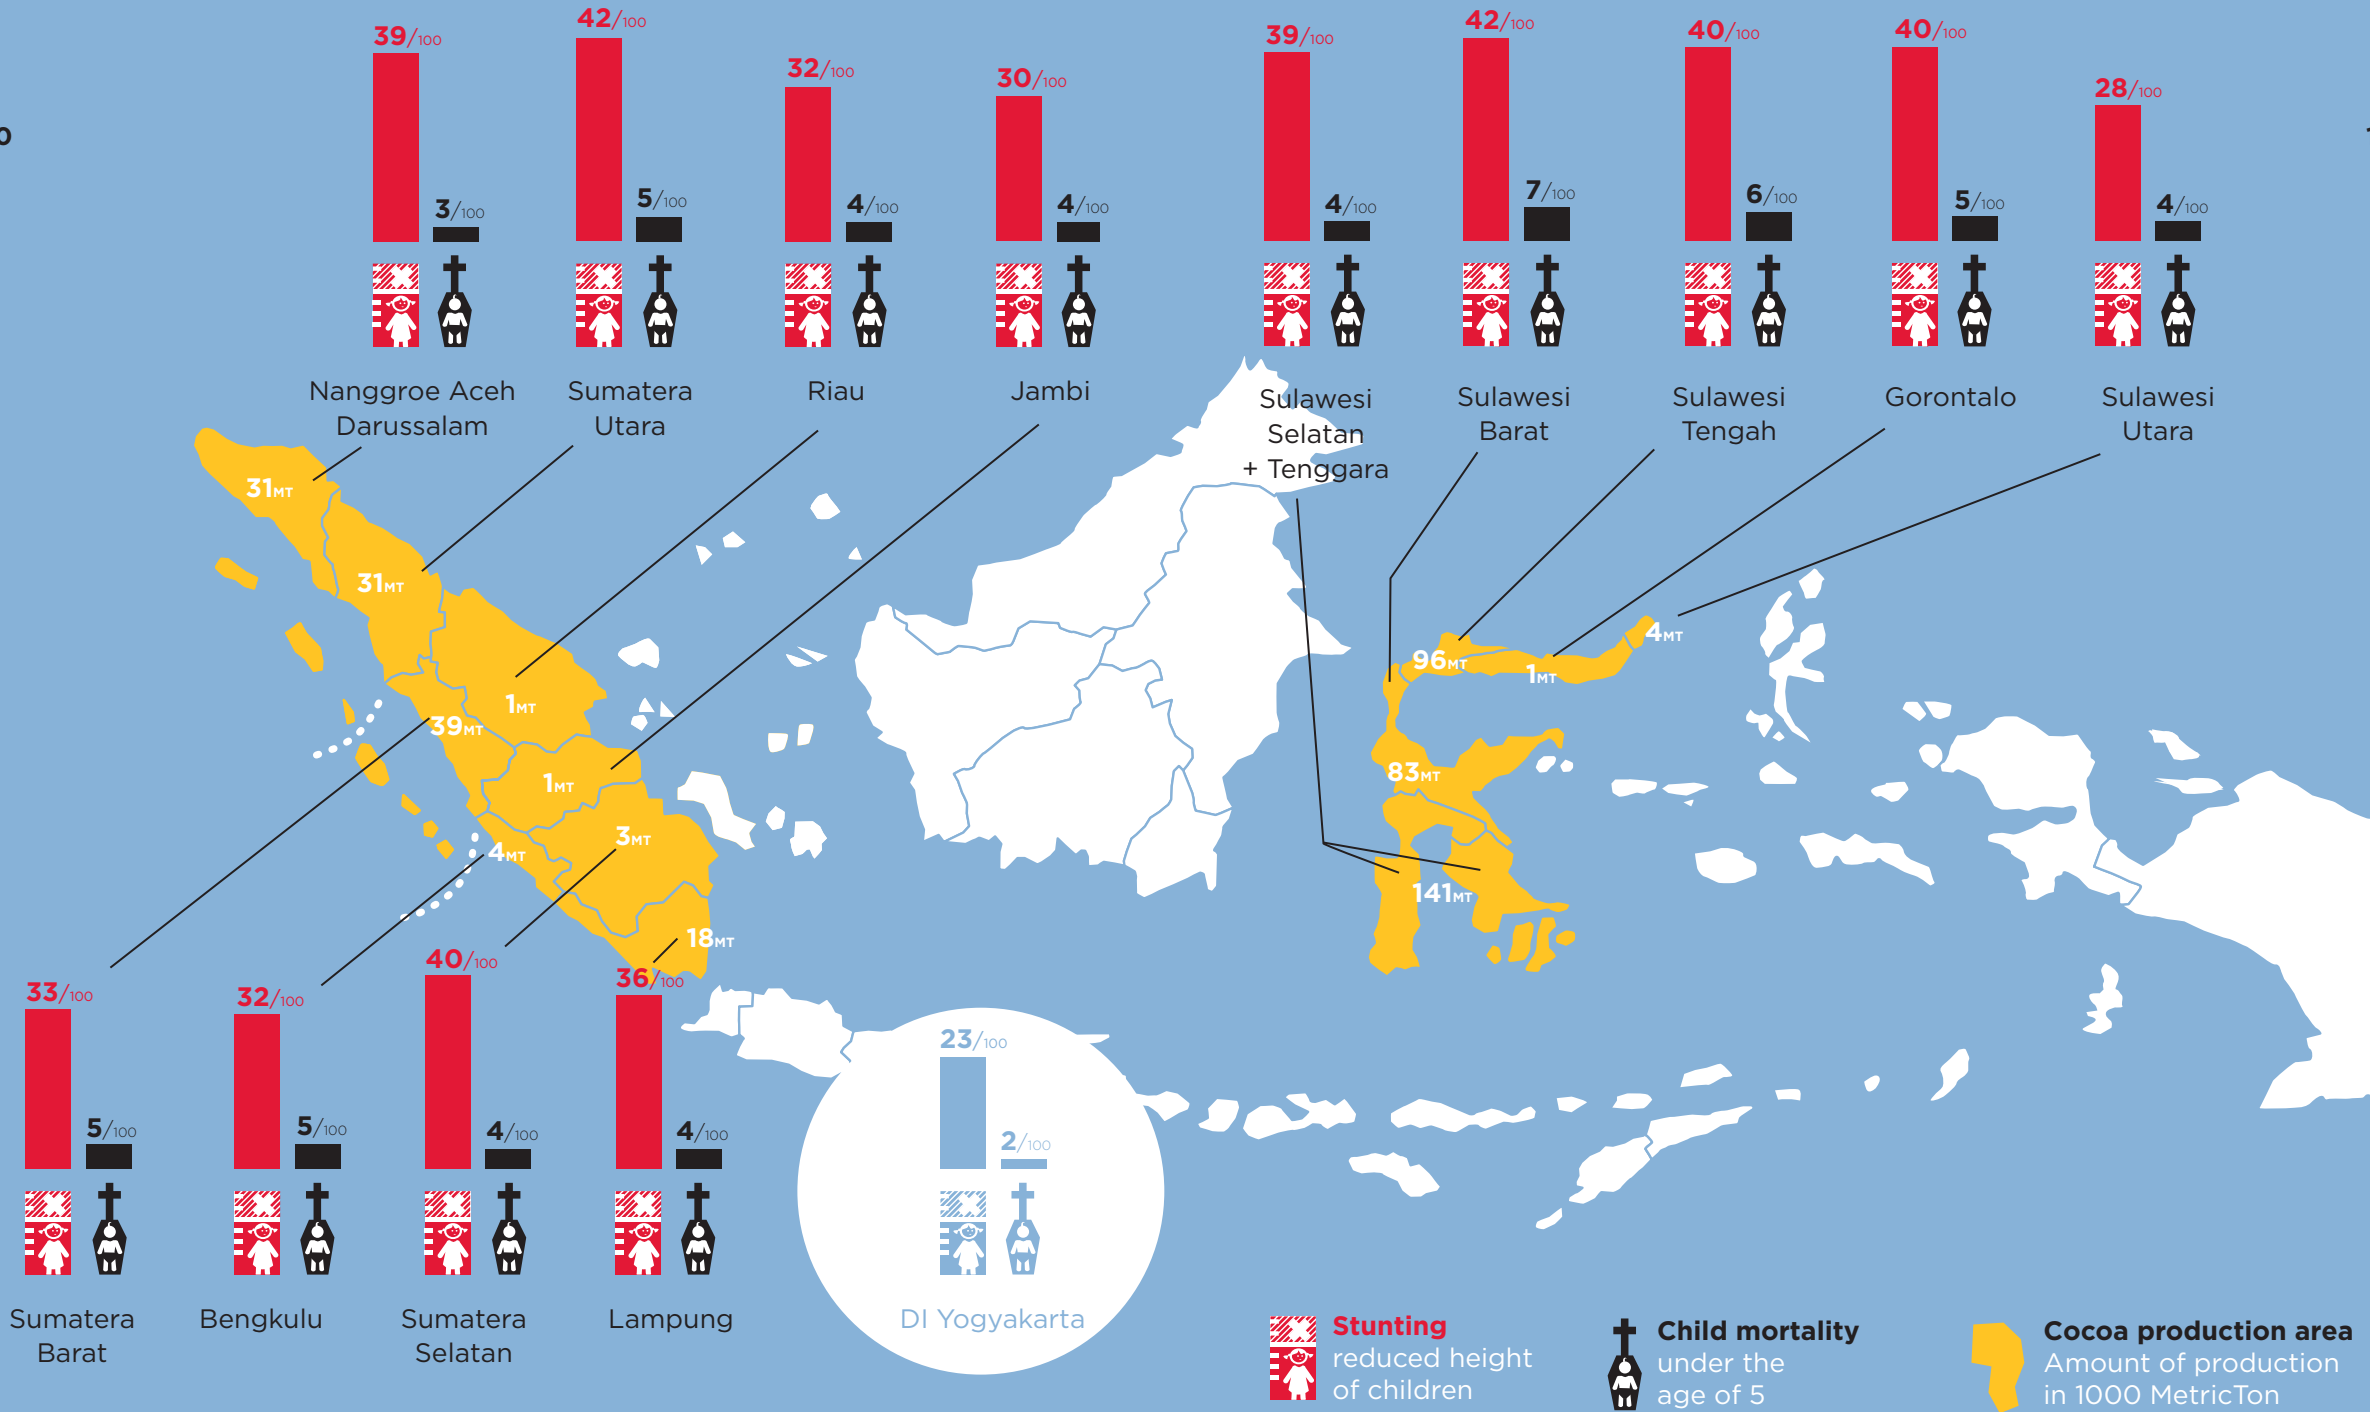 39/100
3/100
42/100
5/100
32/100
4/100
30/100
4/100
39/100
4/100
42/100
7/100
40/100
6/100
40/100
5/100
28/100
4/100
0
Nanggroe Aceh
Darussalam
Sumatera
Utara
Riau
Jambi
Sulawesi
Selatan
+ Tenggara
Sulawesi
Barat
Sulawesi
Tengah
Gorontalo
Sulawesi
Utara
31MT
31MT
1MT
39MT
1MT
3MT
4MT
18MT
4MT
96MT
1MT
83MT
141MT
33/100
5/100
32/100
5/100
40/100
4/100
36/100
4/100
23/100
2/100
Sumatera
Barat
Bengkulu
Sumatera
Selatan
Lampung
DI Yogyakarta
Stunting
reduced height
of children
Child mortality
under the
age of 5
Cocoa production area
Amount of production
in 1000 MetricTon